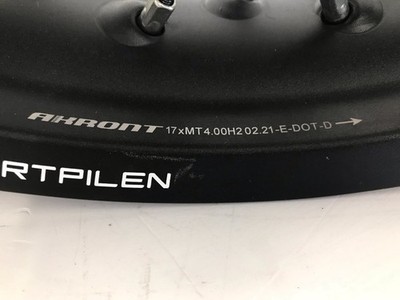 AKRONT 17xMT4.00H2 02.21-E-DOT-D→
RTPILEN